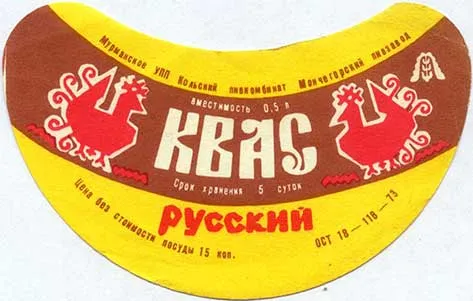 Мурманское УПП Кольский пивкомбинат Мончегорский пивзавод
вместимость 0,5 л
КВАС
Срок хранения 5 суток
русский
Цена без стоимости посуды 15 коп.
ОСТ 18-118-73